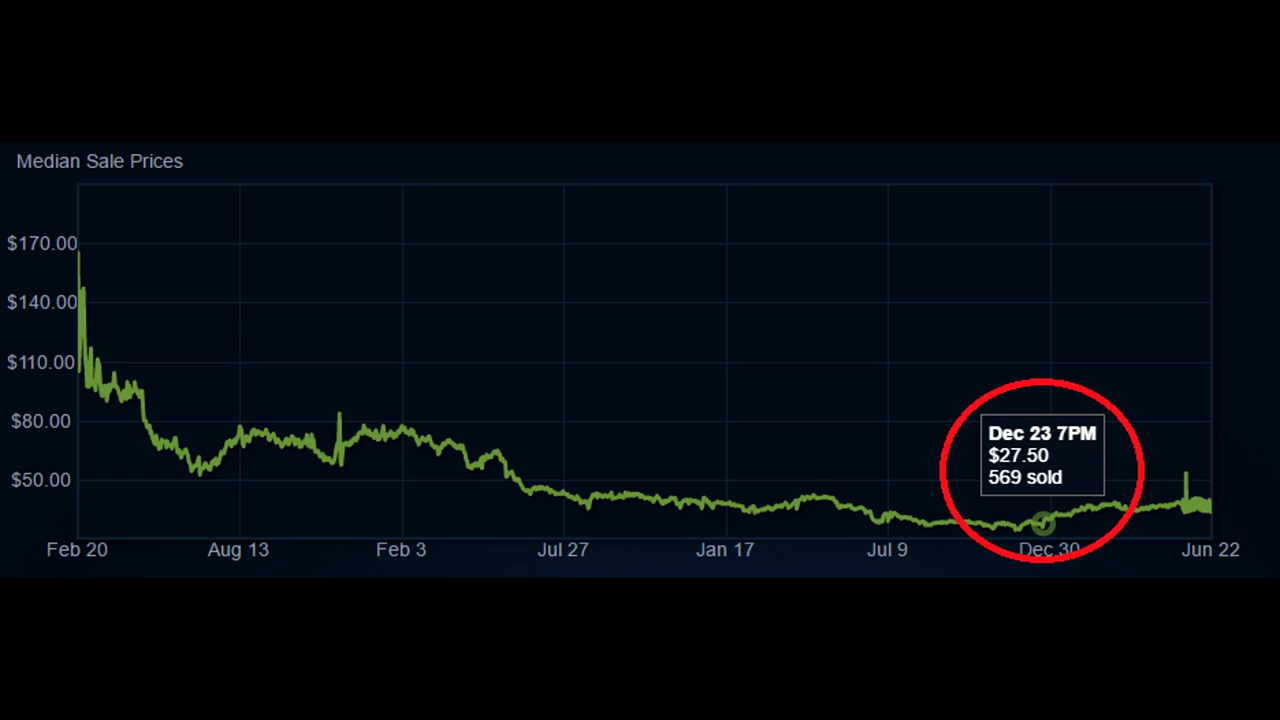 Median Sale Prices
$170.00
$140.00
$110.00
$80.00
$50.00
Dec 23 7PM
$27.50
569 sold
Feb 20 Aug 13 Feb 3 Jul 27 Jan 17 Jul 9 Dec 30 Jun 22